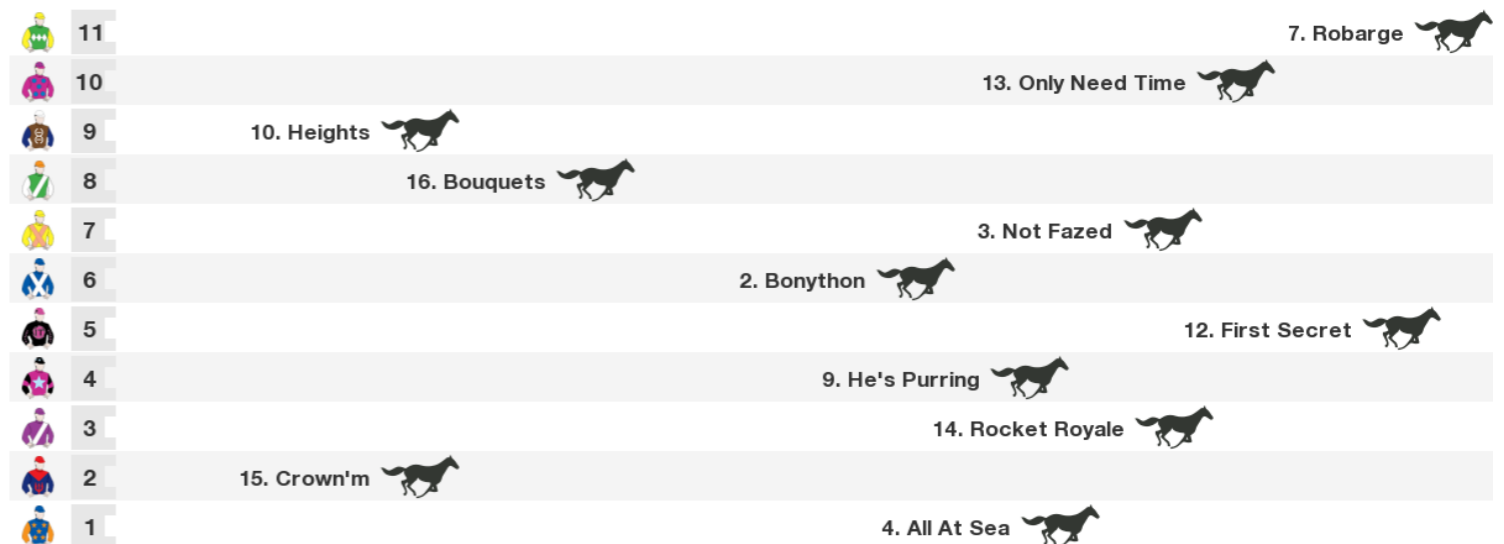 11 7. Robarge
10 13. Only Need Time
9 10. Heights
8 16. Bouquets
7 3. Not Fazed
6 2. Bonython
5 12. First Secret
4 9. He's Purring
3 14. Rocket Royale
2 15. Crown'm
1 4. All At Sea